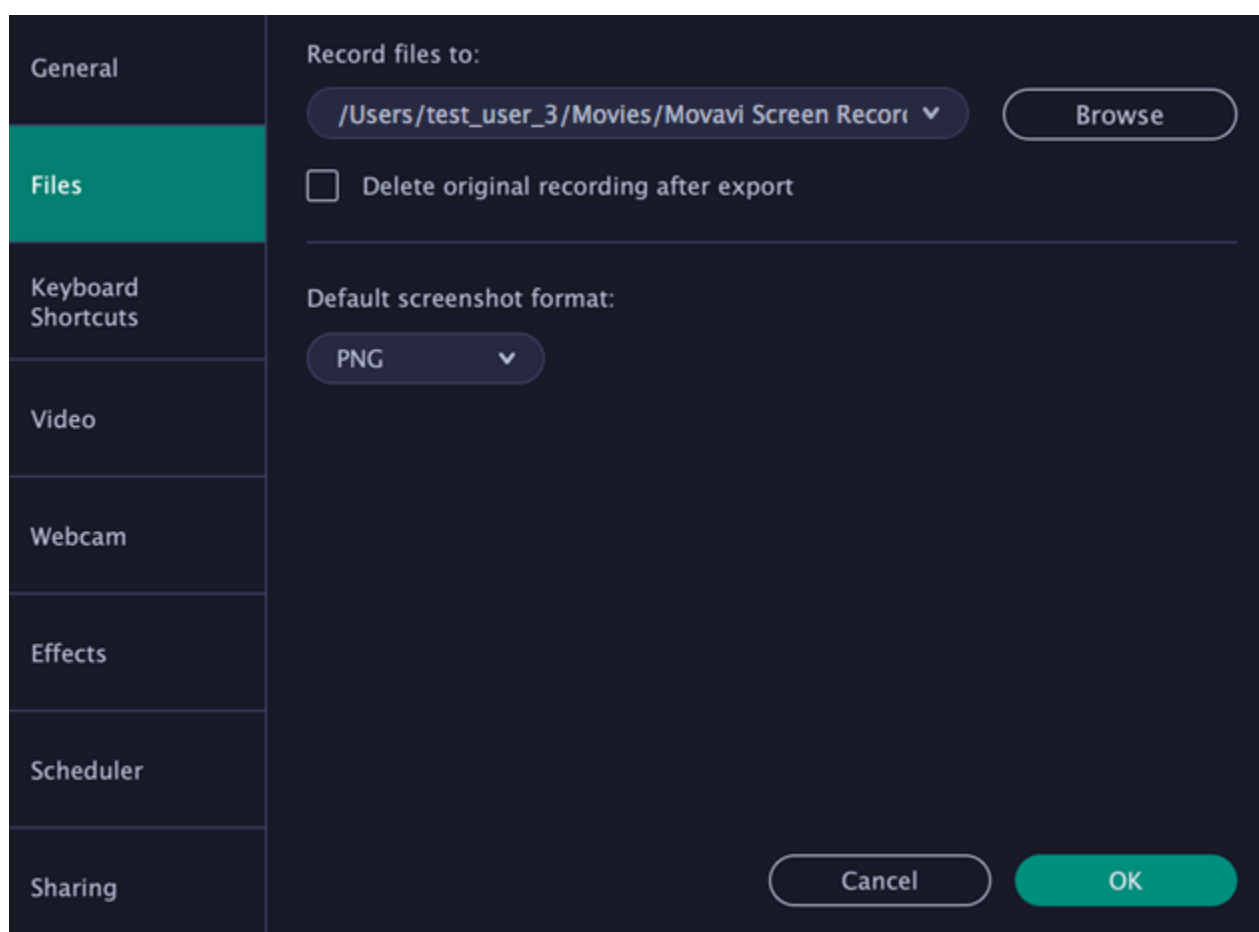 General
Files
Keyboard
Shortcuts
Video
Webcam
Effects
Scheduler
Sharing
Record files to:
/Users/test_user_3/Movies/Movavi Screen Recor
Browse
Delete original recording after export
Default screenshot format:
PNG
Cancel
OK